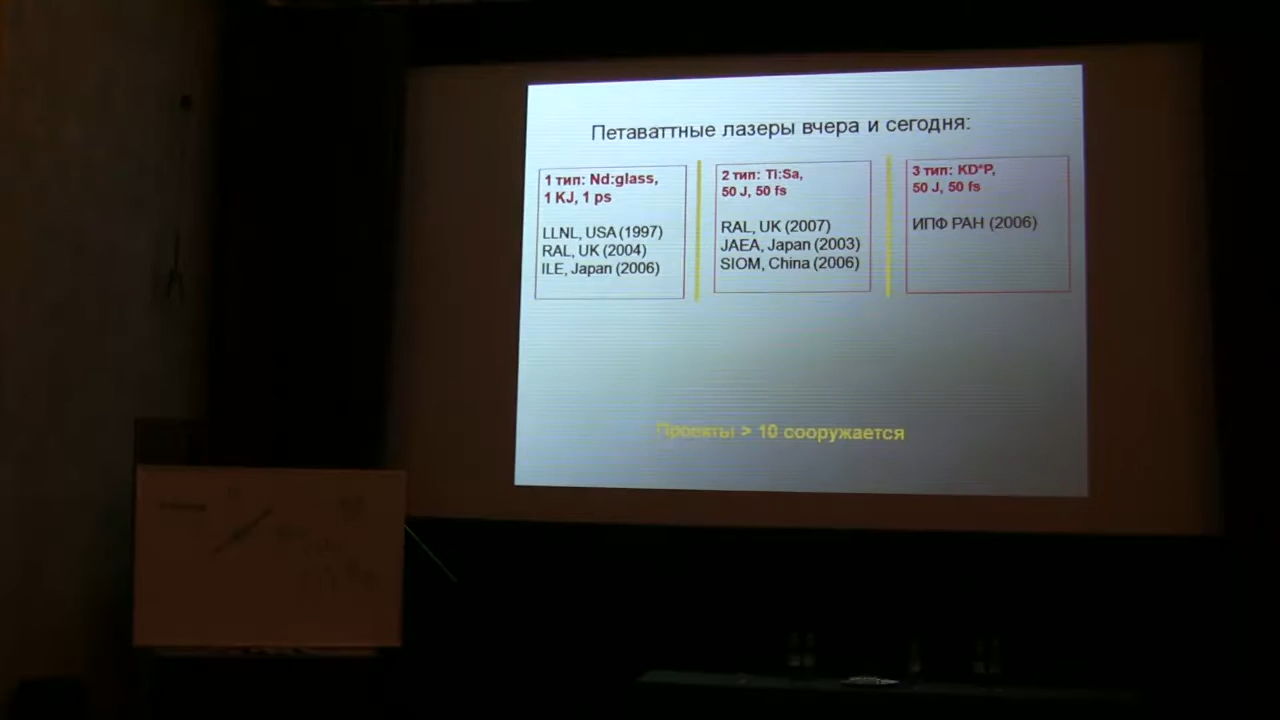 Петаваттные лазеры вчера и сегодня:
1 тип: Nd:glass,
1 KJ, 1 ps
LLNL, USA (1997)
RAL, UK (2004)
ILE, Japan (2006)
2 тип: Ti:Sa,
50 J, 50 fs
RAL, UK (2007)
JAEA, Japan (2003)
SIOM, China (2006)
3 тип: KD*P,
50 J, 50 fs
ИПФ РАН (2006)
Проекты > 10 сооружается